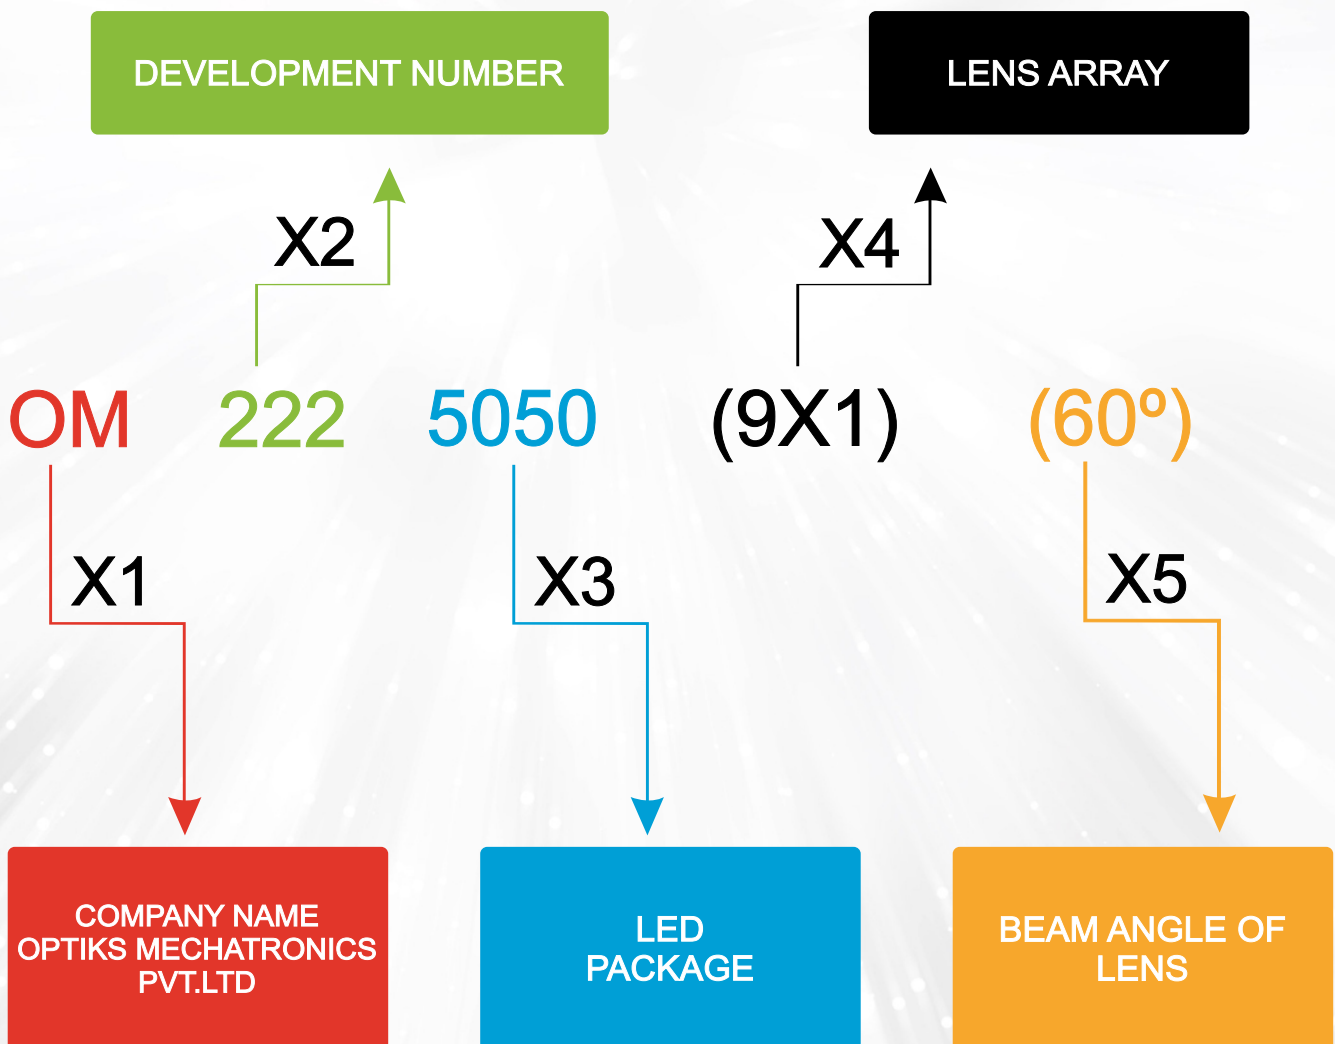 DEVELOPMENT NUMBER
LENS ARRAY
X2
X4
OM 222 5050 (9X1) (60º)
X1
X3
X5
COMPANY NAME
OPTIKS MECHATRONICS
PVT.LTD
LED
PACKAGE
BEAM ANGLE OF
LENS